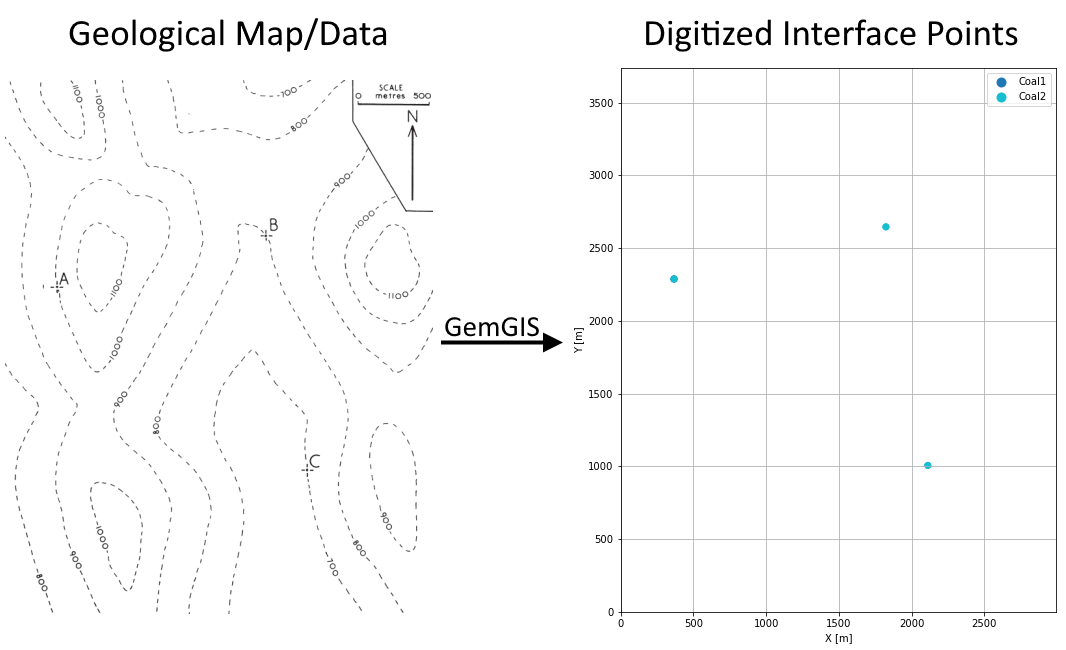 Geological Map/Data
Digitized Interface Points
SCALE
metres
0 500
N
1100
1000
700
800
900
1000
1100
A
B
1100
1000
900
800
C
1000
900
800
900
800
700
GemGIS
Coal1
Coal2
3500
3000
2500
2000
1500
1000
500
0
Y [m]
0 500 1000 1500 2000 2500
X [m]